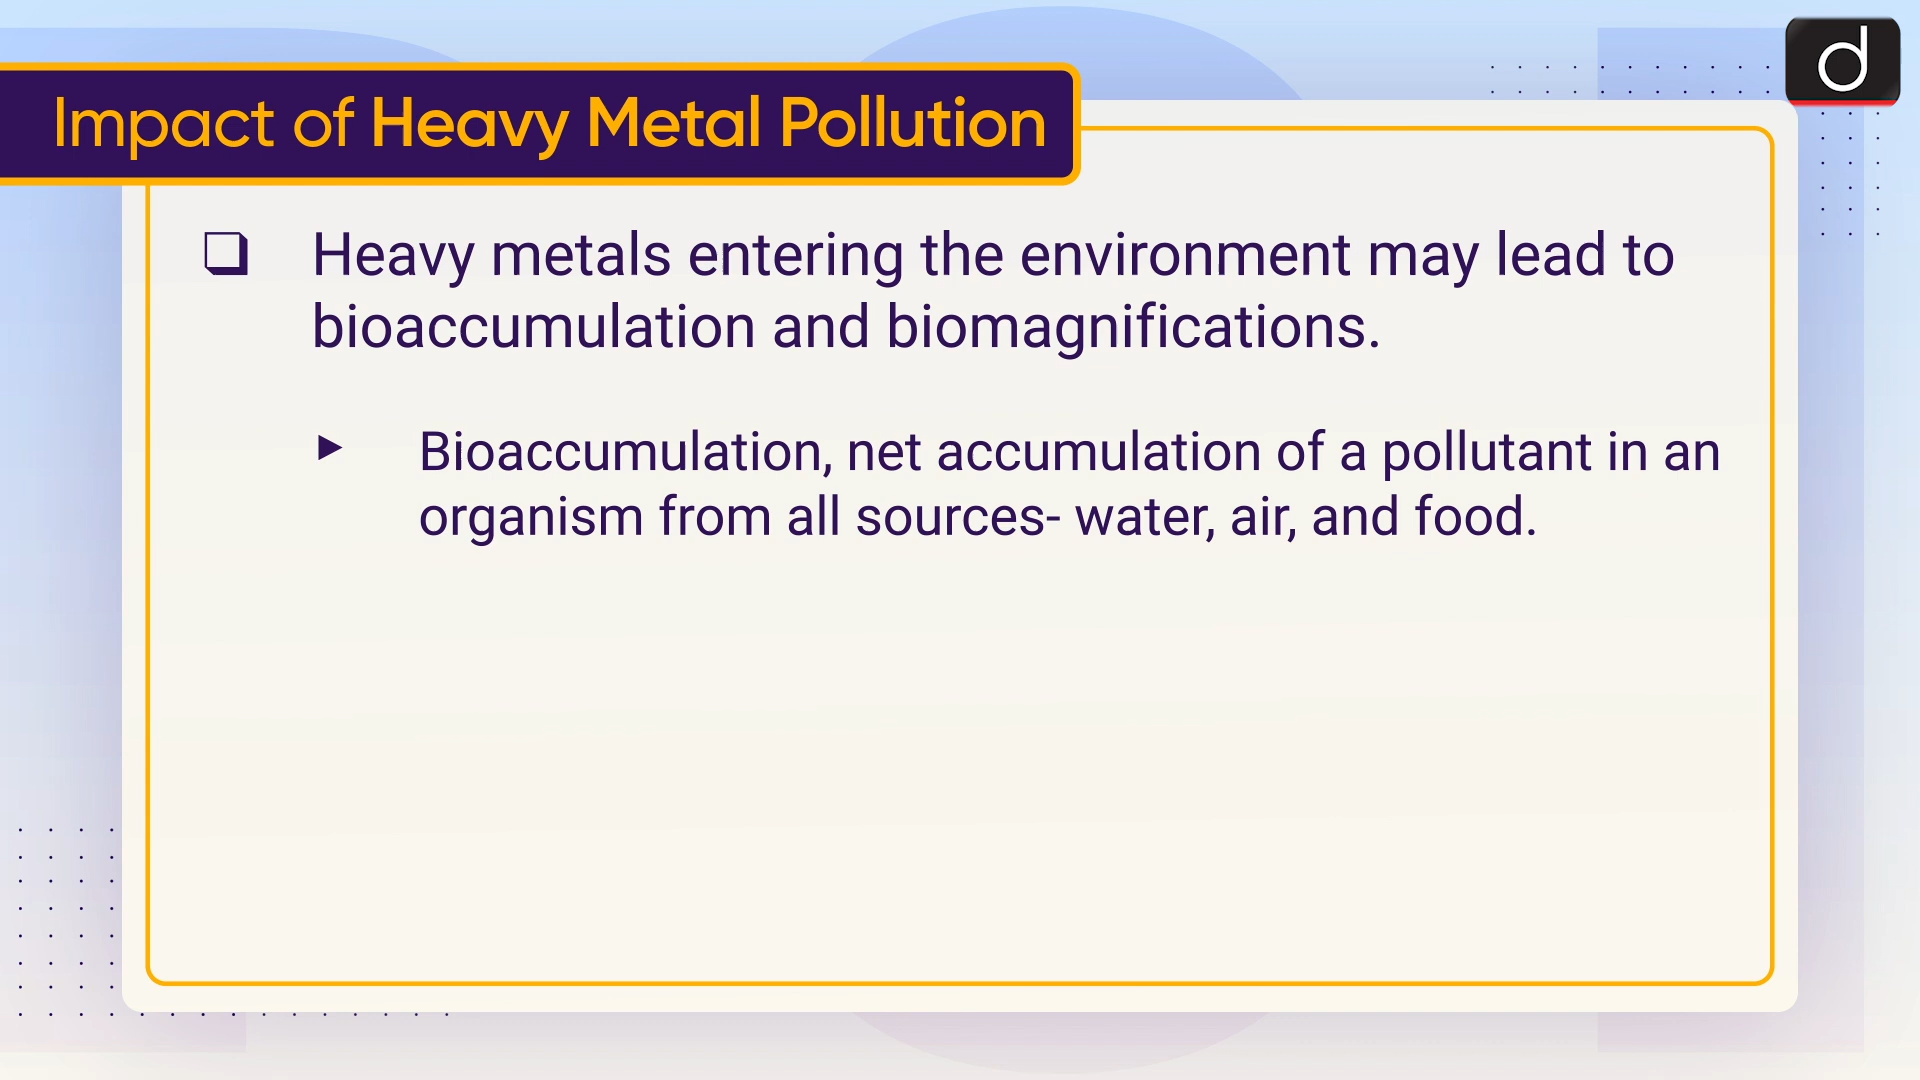 Impact of Heavy Metal Pollution
❑ Heavy metals entering the environment may lead to
bioaccumulation and biomagnifications.
► Bioaccumulation, net accumulation of a pollutant in an
organism from all sources- water, air, and food.
d